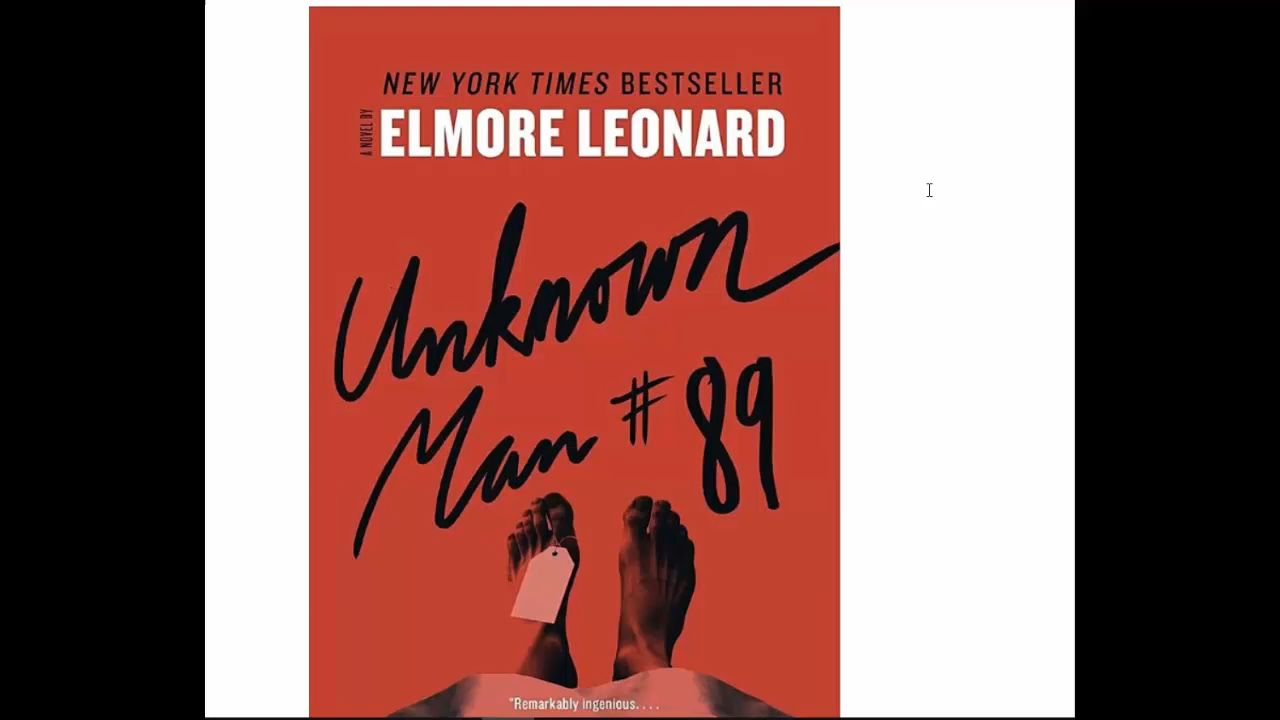 NEW YORK TIMES BESTSELLER
A NOVEL BY
ELMORE LEONARD
Unknown
Man #89
"Remarkably ingenious. . . .